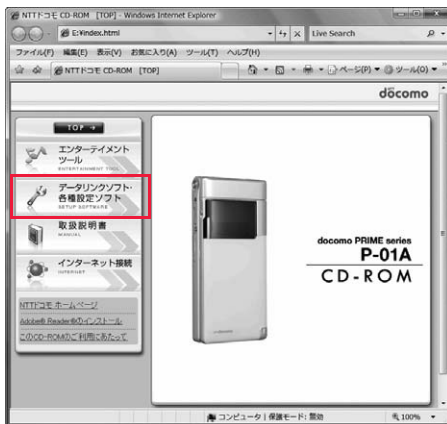 NTTドコモ CD-ROM [TOP] - Windows Internet Explorer
E:¥index.html
Live Search
ファイル(F) 編集(E) 表示(V) お気に入り(A) ツール(T) ヘルプ(H)
NTTドコモ CD-ROM [TOP]
ページ(P) ツール(O)
döcomo
TOP
エンターテイメント
ツール
ENTERTAINMENT TOOL
データリンクソフト・
各種設定ソフト
SETUP SOFTWARE
取扱説明書
MANUAL
インターネット接続
INTERNET
docomo PRIME series
P-01A
CD-ROM
NTTドコモ ホームページ
Adobe® Reader®のインストール
このCD-ROMのご利用にあたって
コンピュータ | 保護モード: 無効
100%